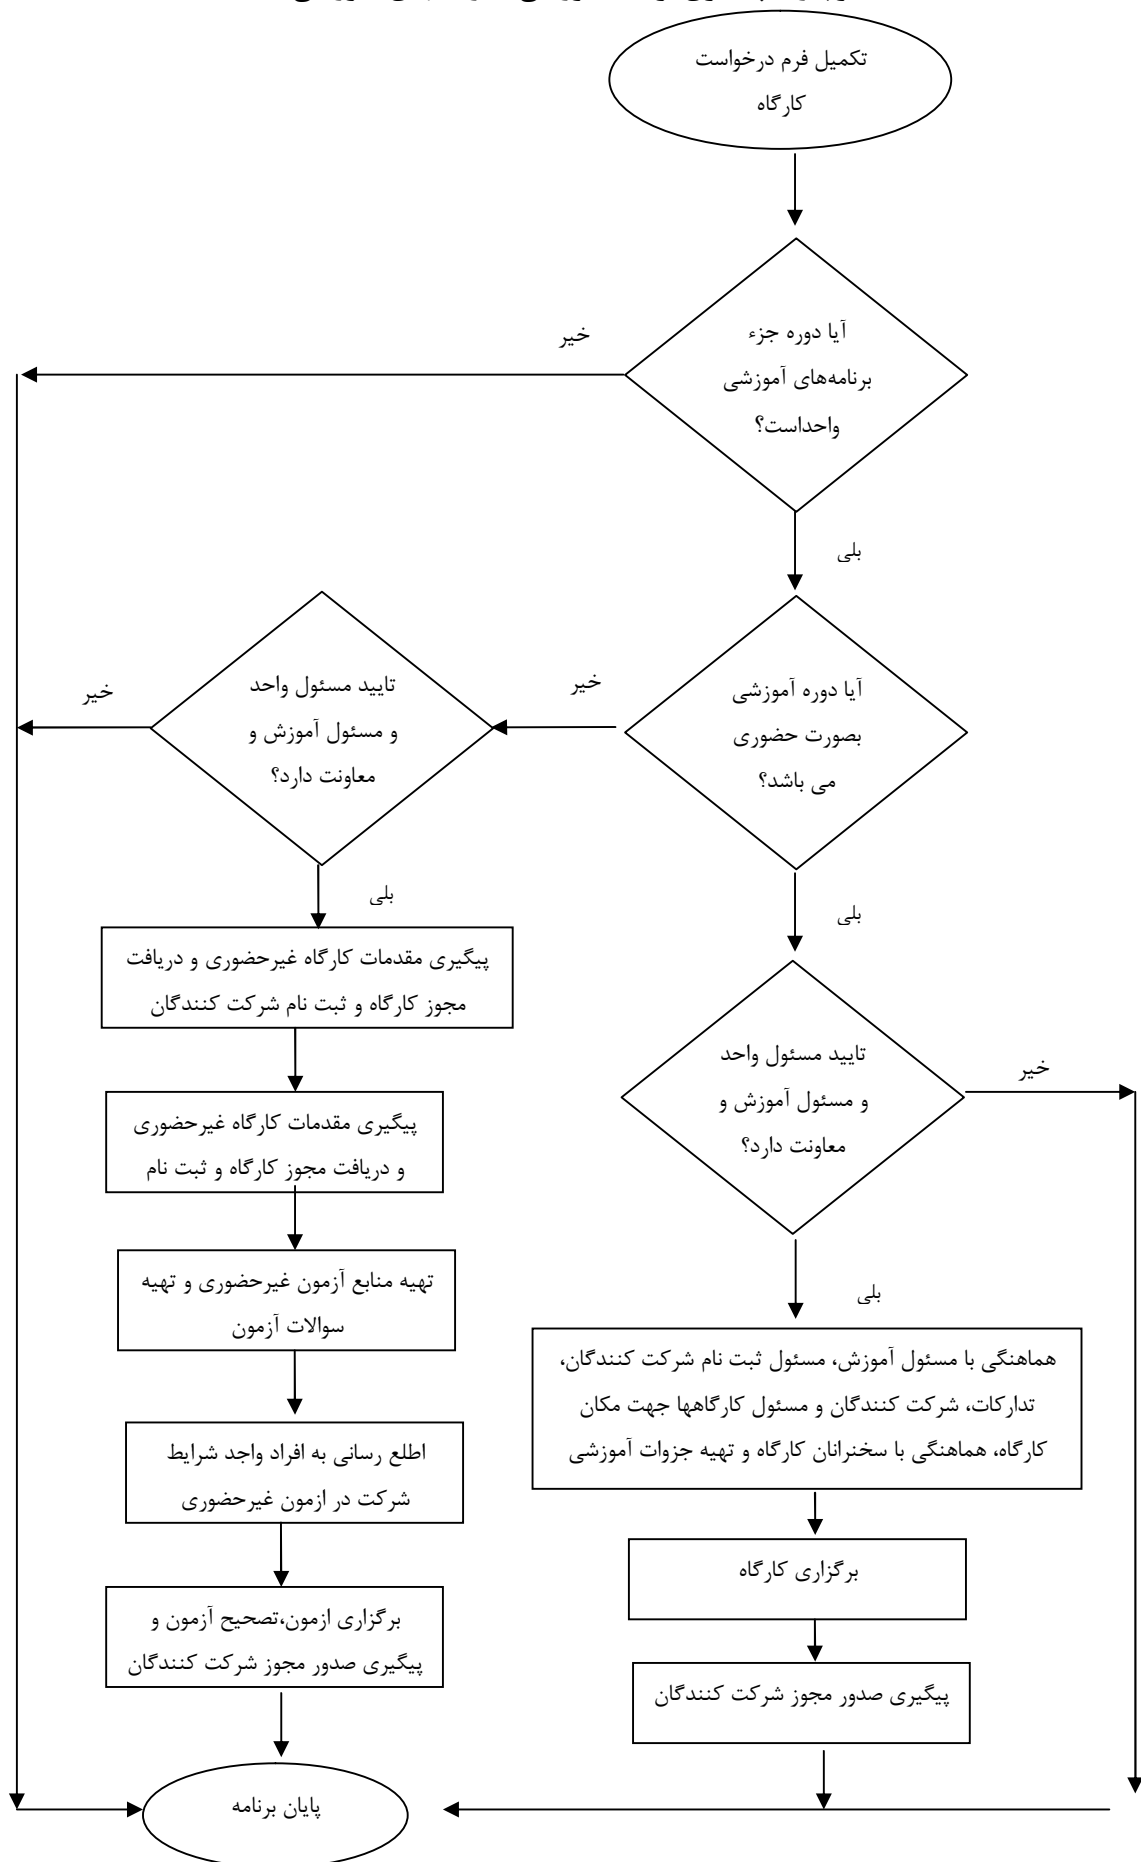 تکمیل فرم درخواست
کارگاه
آیا دوره جزء
برنامه‌های آموزشی
واحداست؟
خیر
بلی
آیا دوره آموزشی
بصورت حضوری
می باشد؟
خیر
بلی
تایید مسئول واحد
و مسئول آموزش و
معاونت دارد؟
خیر
بلی
پیگیری مقدمات کارگاه غیرحضوری و دریافت
مجوز کارگاه و ثبت نام شرکت کنندگان
پیگیری مقدمات کارگاه غیرحضوری
و دریافت مجوز کارگاه و ثبت نام
تهیه منابع آزمون غیرحضوری و تهیه
سوالات آزمون
اطلع رسانی به افراد واجد شرایط
شرکت در ازمون غیرحضوری
برگزاری ازمون،تصحیح آزمون و
پیگیری صدور مجوز شرکت کنندگان
تایید مسئول واحد
و مسئول آموزش و
معاونت دارد؟
خیر
بلی
هماهنگی با مسئول آموزش، مسئول ثبت نام شرکت کنندگان،
تدارکات، شرکت کنندگان و مسئول کارگاهها جهت مکان
کارگاه، هماهنگی با سخنرانان کارگاه و تهیه جزوات آموزشی
برگزاری کارگاه
پیگیری صدور مجوز شرکت کنندگان
پایان برنامه